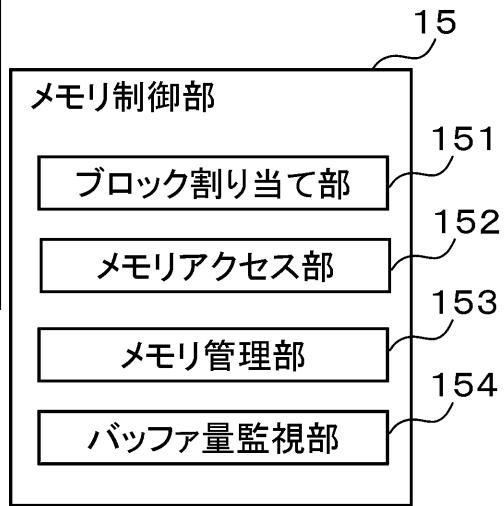 15
メモリ制御部
151
ブロック割り当て部
152
メモリアクセス部
153
メモリ管理部
154
バッファ量監視部